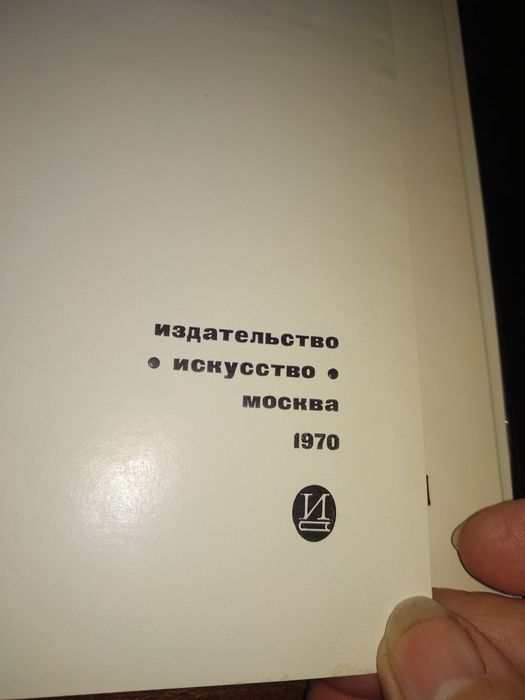 издательство
• искусство •
москва
1970
И